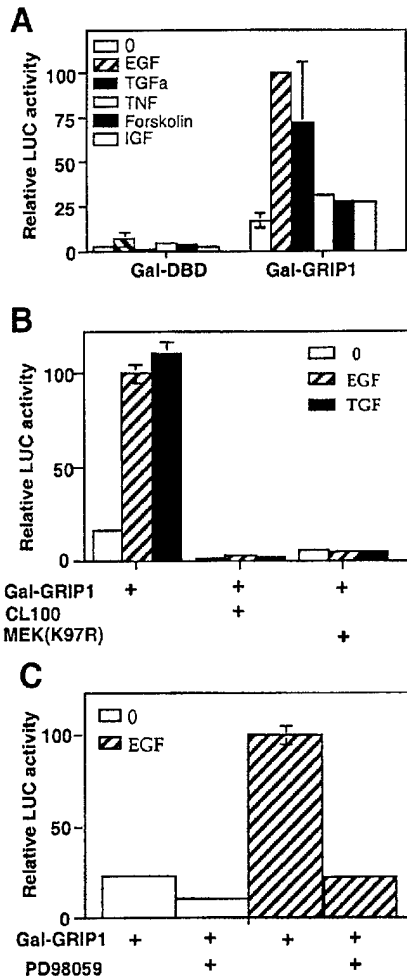 A
Relative LUC activity
100
75
50
25
0
0
EGF
TGFa
TNF
Forskolin
IGF
Gal-DBD Gal-GRIP1
B
Relative LUC activity
100
50
0
0
EGF
TGF
Gal-GRIP1 + + +
CL100 +
MEK(K97R) +
C
Relative LUC activity
100
50
0
0
EGF
Gal-GRIP1 + + + +
PD98059 + +